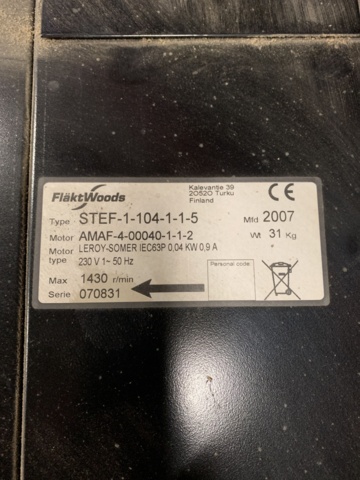 FläktWoods
Kalevantie 39
20520 Turku
Finland
CE
Type STEF-1-104-1-1-5 Mfd 2007
Motor AMAF-4-00040-1-1-2 Wt 31 Kg
Motor type LEROY-SOMER IEC63P 0,04 KW 0,9 A
230 V 1~ 50 Hz
Max 1430 r/min
Serie 070831
Personal code